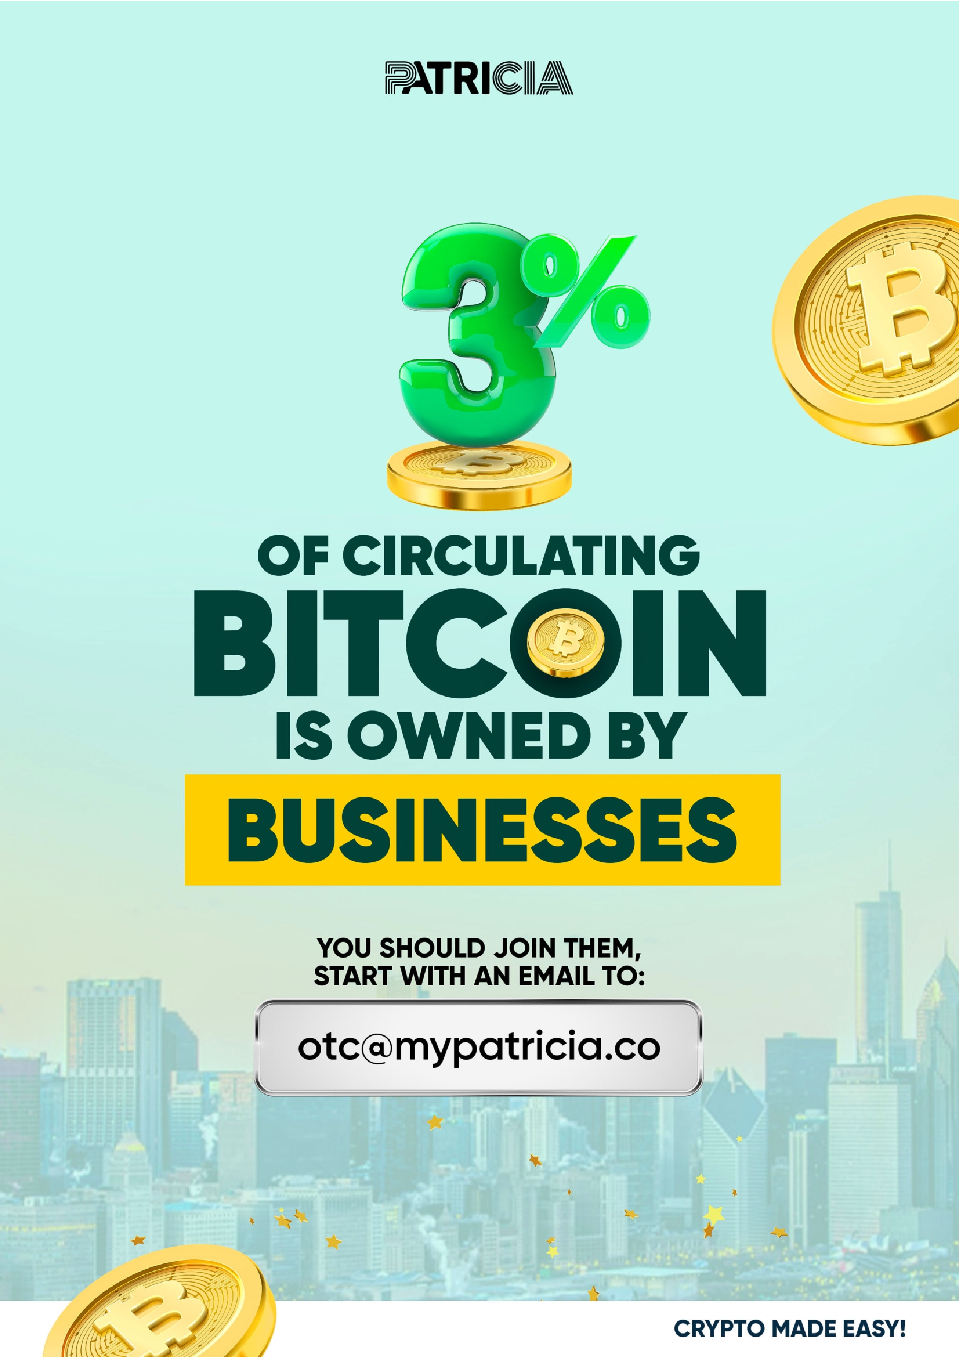 PATRICIA
3%
OF CIRCULATING
BITCOIN
IS OWNED BY
BUSINESSES
YOU SHOULD JOIN THEM,
START WITH AN EMAIL TO:
otc@mypatricia.co
CRYPTO MADE EASY!